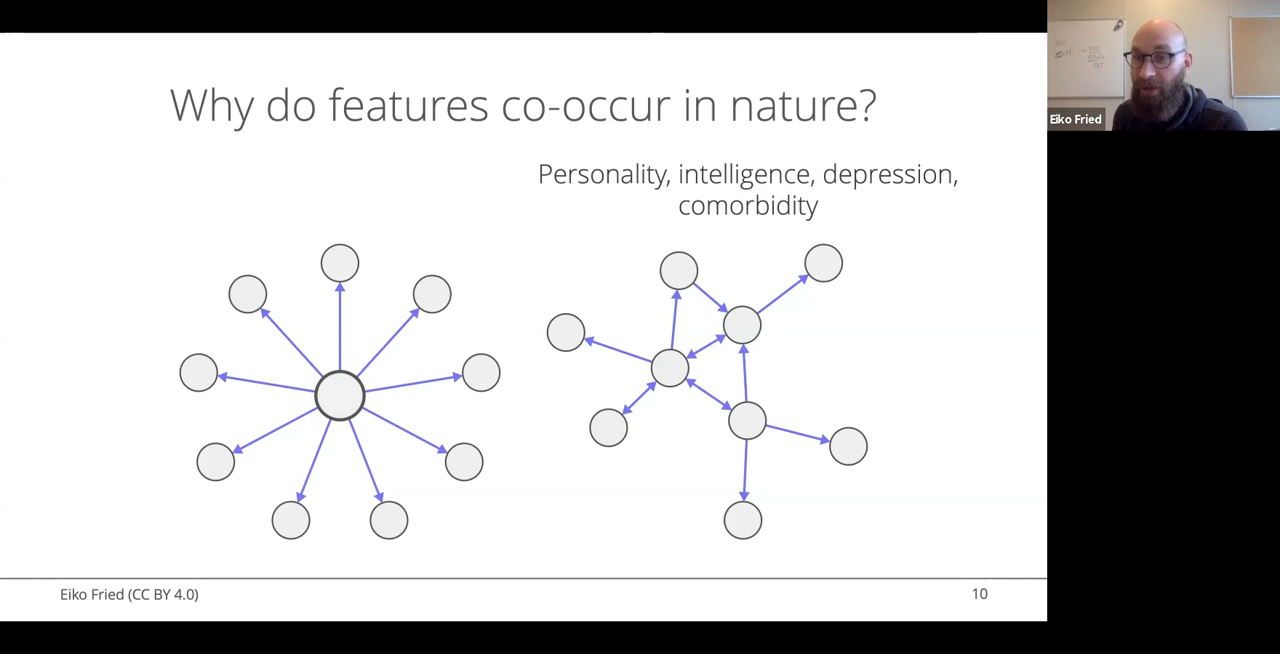 Why do features co-occur in nature?
Personality, intelligence, depression,
comorbidity
Eiko Fried (CC BY 4.0)
10
Eiko Fried